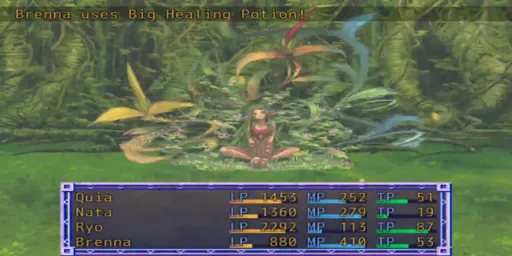 Brenna uses Big Healing Potion!
Quia LP 1453 MP 252 TP 51
Nata LP 1360 MP 279 TP 19
Ryo LP 2292 MP 113 TP 87
Brenna LP 880 MP 410 TP 53